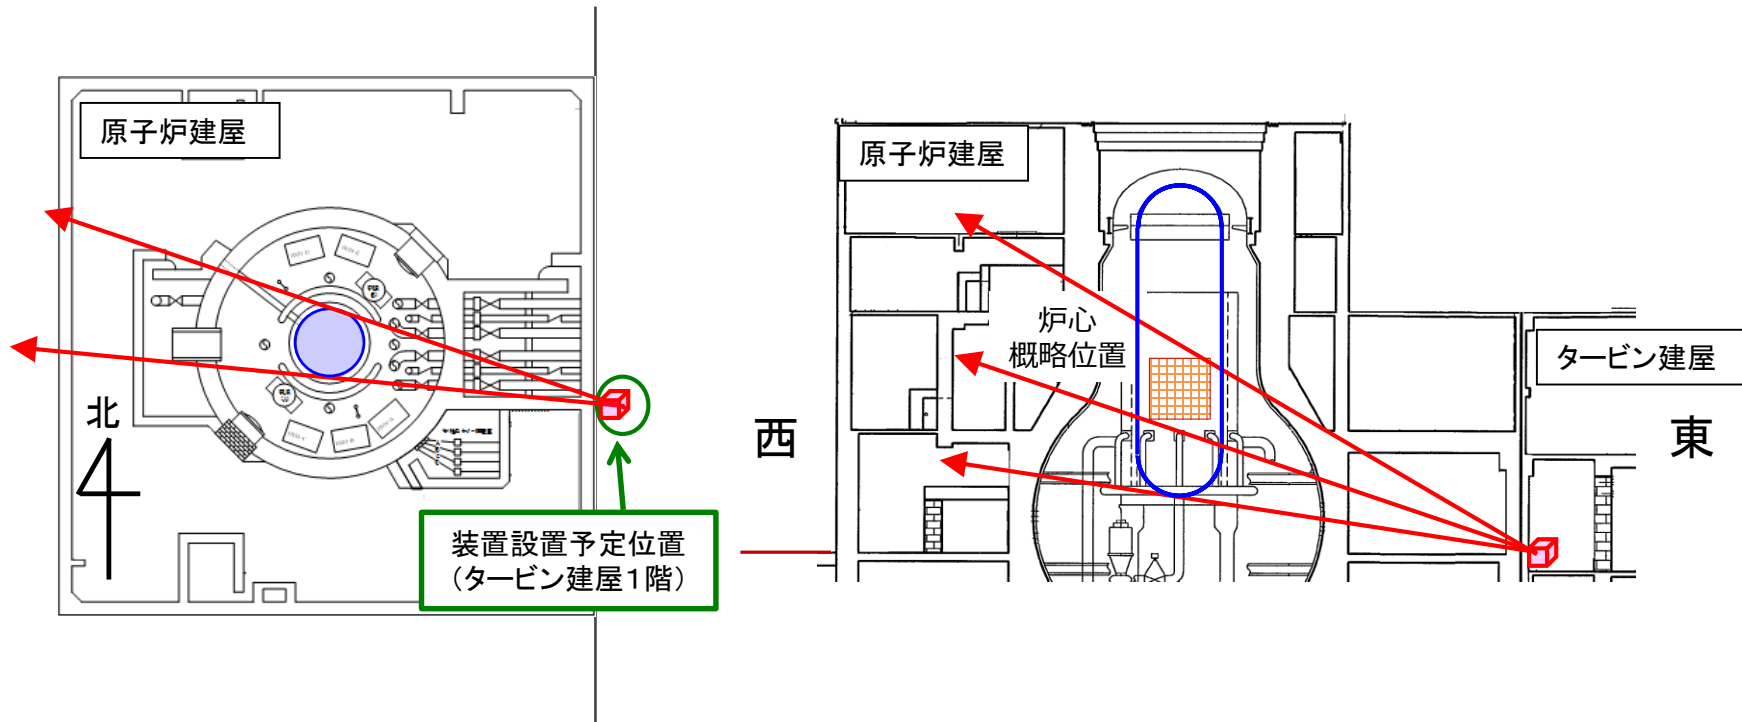 原子炉建屋
北
装置設置予定位置
（タービン建屋１階）
原子炉建屋
炉心
概略位置
タービン建屋
西
東